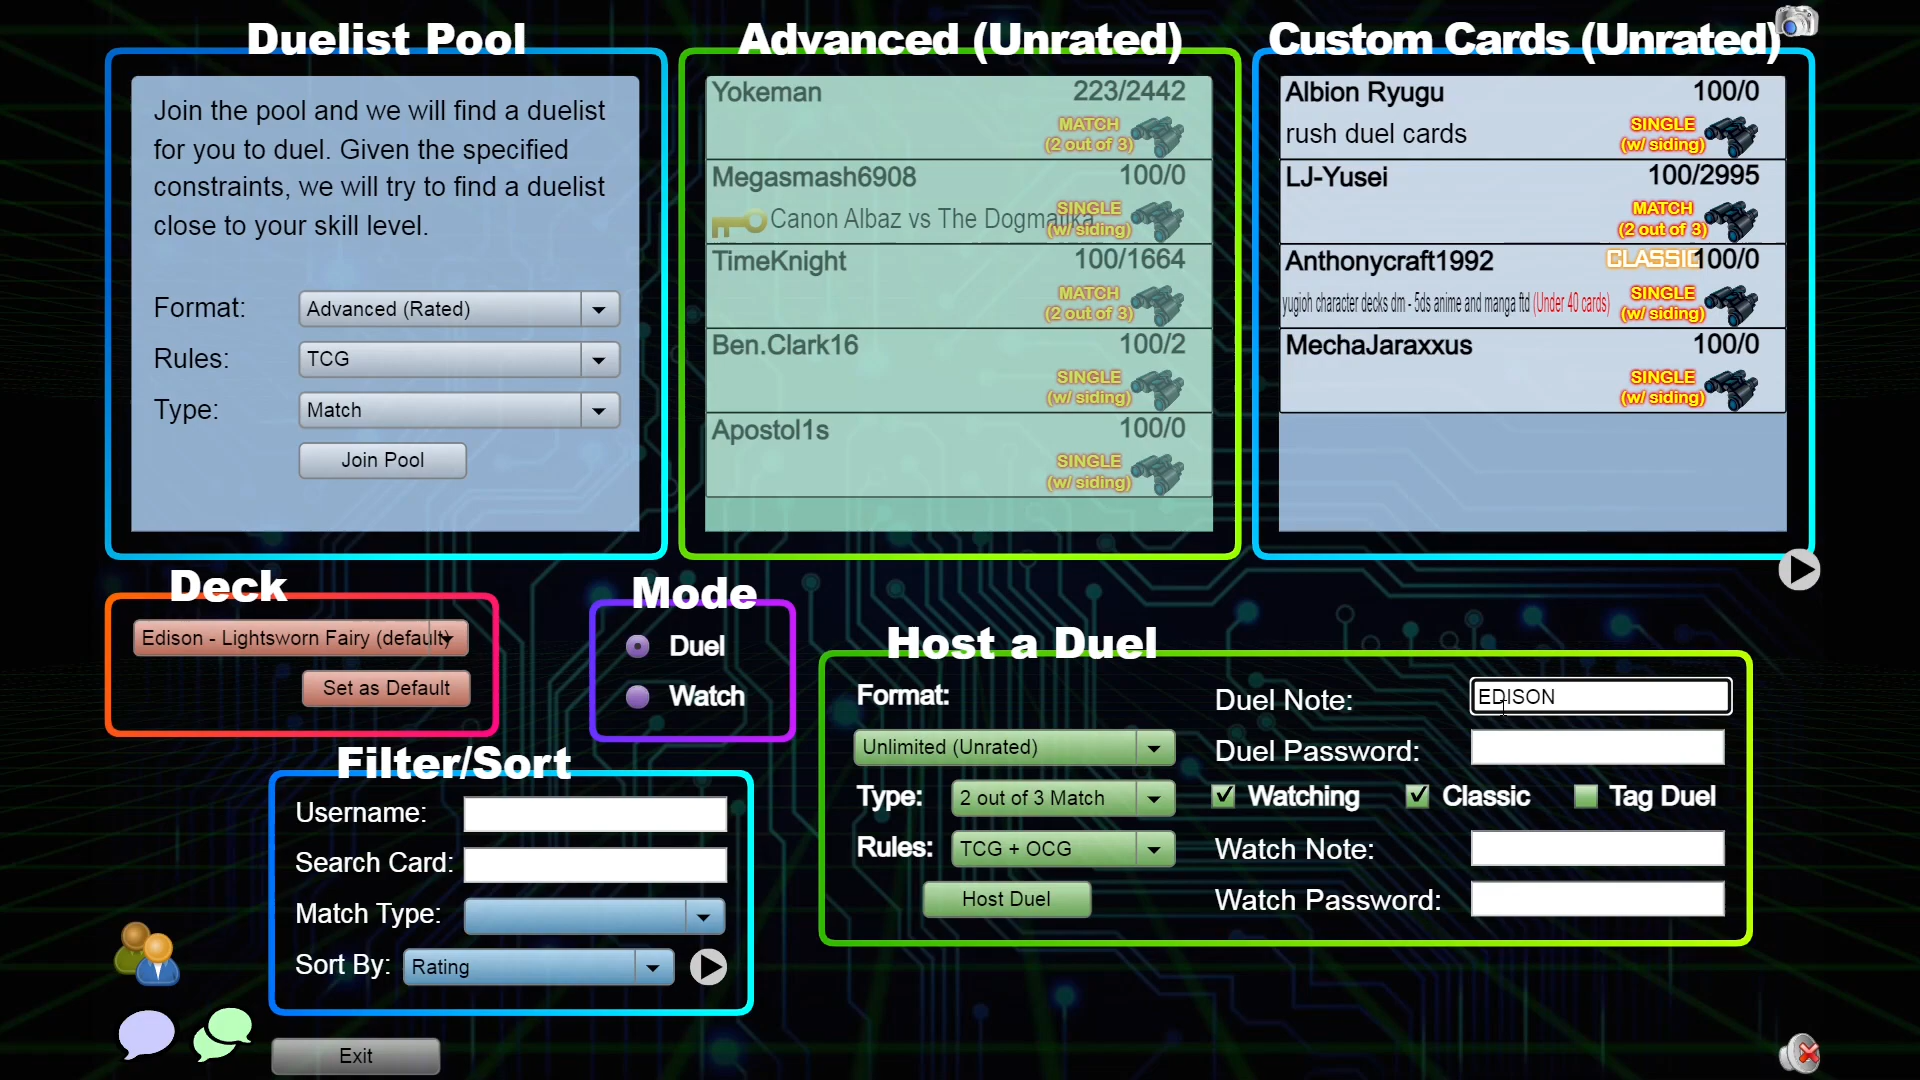 Duelist Pool
Join the pool and we will find a duelist
for you to duel. Given the specified
constraints, we will try to find a duelist
close to your skill level.
Format: Advanced (Rated)
Rules: TCG
Type: Match
Join Pool
Advanced (Unrated)
Yokeman 223/2442
MATCH
(2 out of 3)
Megasmash6908 100/0
Canon Albaz vs The Dogmatika SINGLE
(w/ siding)
TimeKnight 100/1664
MATCH
(2 out of 3)
Ben.Clark16 100/2
SINGLE
(w/ siding)
Apostol1s 100/0
SINGLE
(w/ siding)
Custom Cards (Unrated)
Albion Ryugu 100/0
rush duel cards SINGLE
(w/ siding)
LJ-Yusei 100/2995
MATCH
(2 out of 3)
Anthonycraft1992 CLASSIC 100/0
yugioh character decks dm - 5ds anime and manga ftd (Under 40 cards) SINGLE
(w/ siding)
MechaJaraxxus 100/0
SINGLE
(w/ siding)
Deck
Edison - Lightsworn Fairy (default)
Set as Default
Mode
Duel
Watch
Filter/Sort
Username:
Search Card:
Match Type:
Sort By: Rating
Host a Duel
Format: Duel Note: EDISON
Unlimited (Unrated) Duel Password:
Type: 2 out of 3 Match Watching Classic Tag Duel
Rules: TCG + OCG Watch Note:
Host Duel Watch Password:
Exit